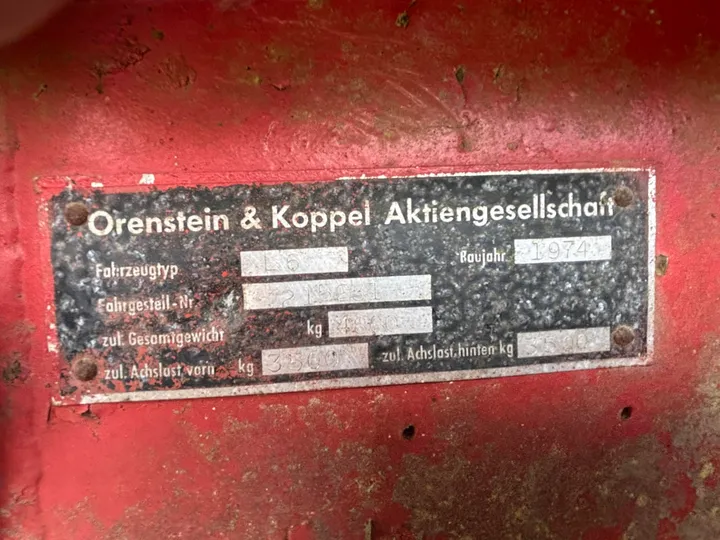 Orenstein & Koppel Aktiengesellschaft
Fahrzeugtyp L6 Baujahr 1974
Fahrgestell-Nr.
zul. Gesamtgewicht kg
zul. Achslast vorn kg zul. Achslast hinten kg